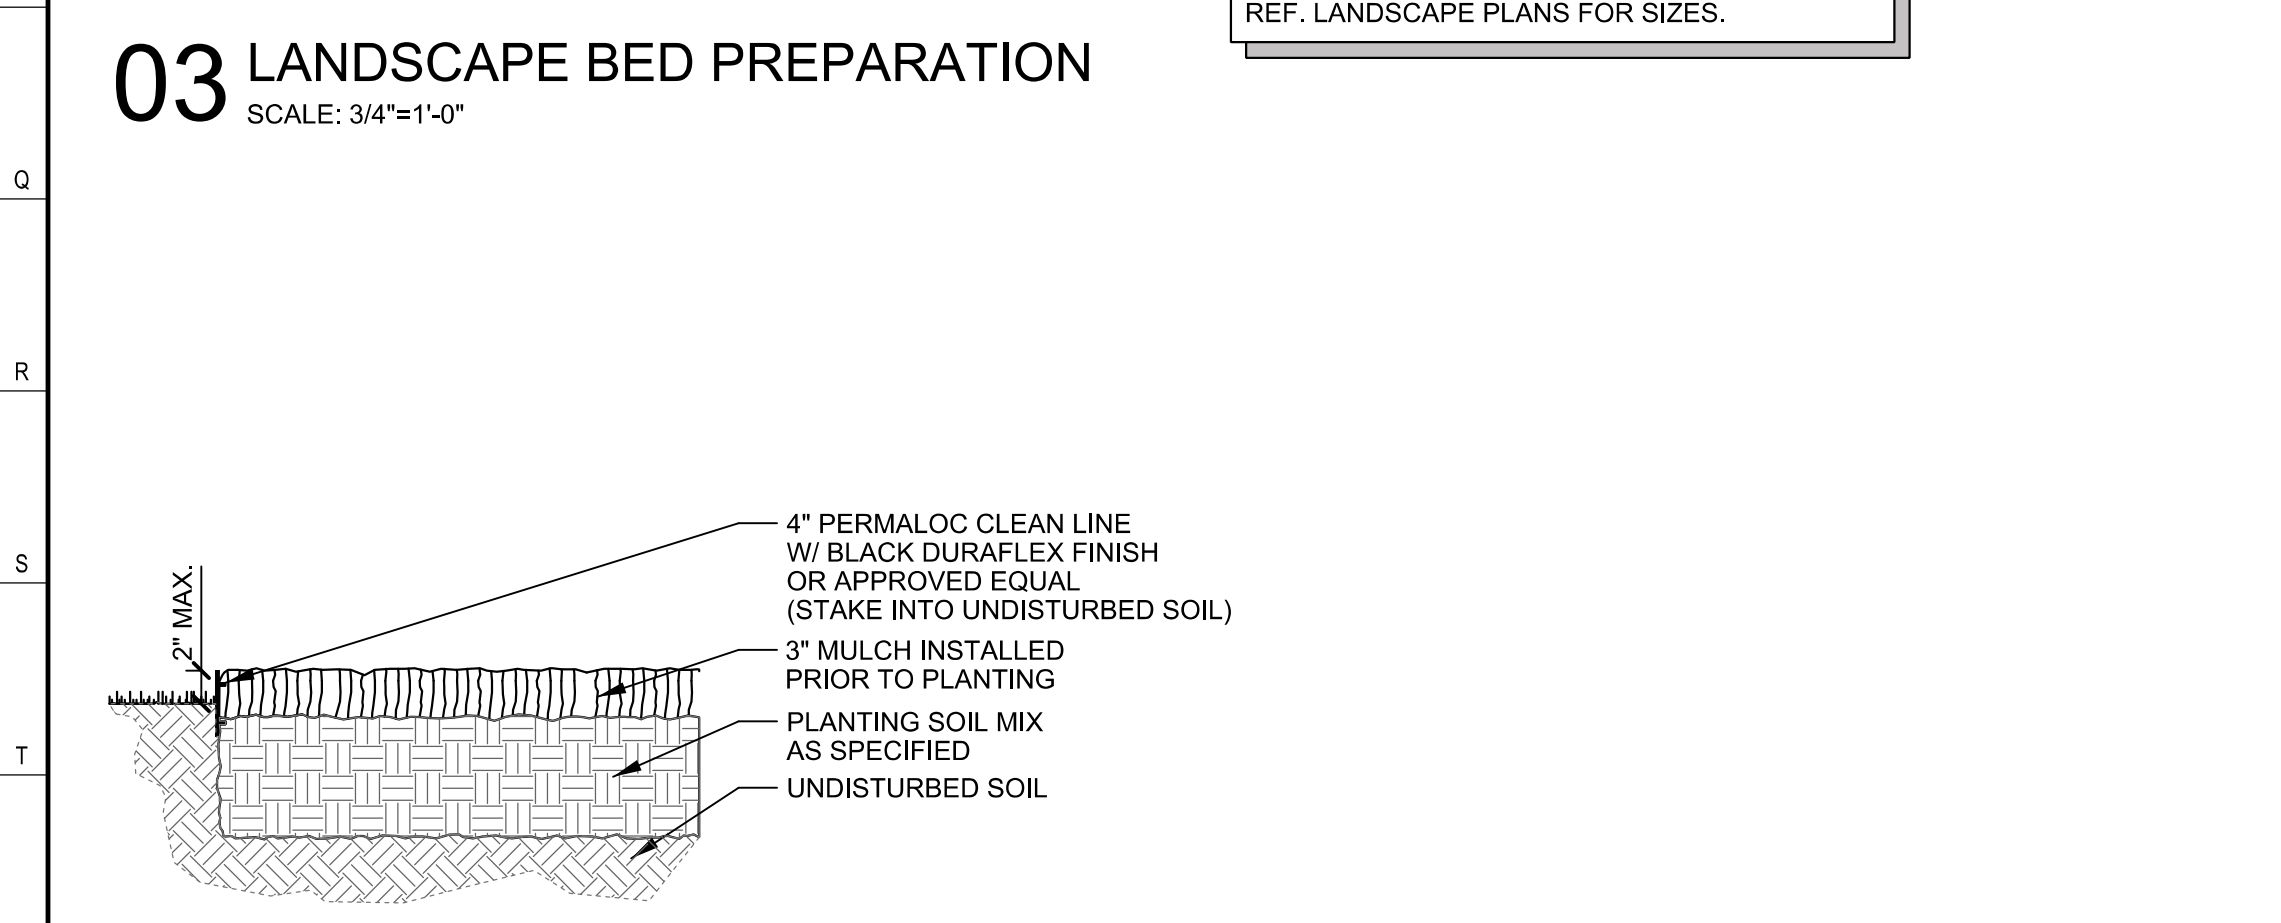 REF. LANDSCAPE PLANS FOR SIZES.
03 LANDSCAPE BED PREPARATION
SCALE: 3/4"=1'-0"
Q
R
S
T
2" MAX.
4" PERMALOC CLEAN LINE
W/ BLACK DURAFLEX FINISH
OR APPROVED EQUAL
(STAKE INTO UNDISTURBED SOIL)
3" MULCH INSTALLED
PRIOR TO PLANTING
PLANTING SOIL MIX
AS SPECIFIED
UNDISTURBED SOIL